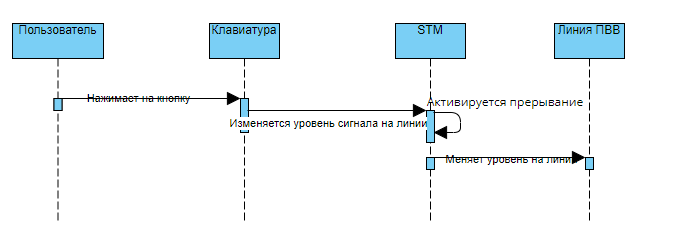 Пользователь
Клавиатура
STM
Линия ПВВ
Нажимает на кнопку
Активируется прерывание
Изменяется уровень сигнала на линии
Меняет уровень на линии